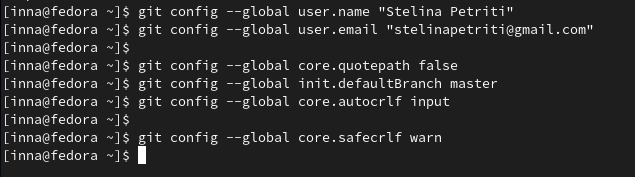 [inna@fedora ~]$ git config --global user.name "Stelina Petriti"
[inna@fedora ~]$ git config --global user.email "stelinapetriti@gmail.com"
[inna@fedora ~]$
[inna@fedora ~]$ git config --global core.quotepath false
[inna@fedora ~]$ git config --global init.defaultBranch master
[inna@fedora ~]$ git config --global core.autocrlf input
[inna@fedora ~]$
[inna@fedora ~]$ git config --global core.safecrlf warn
[inna@fedora ~]$